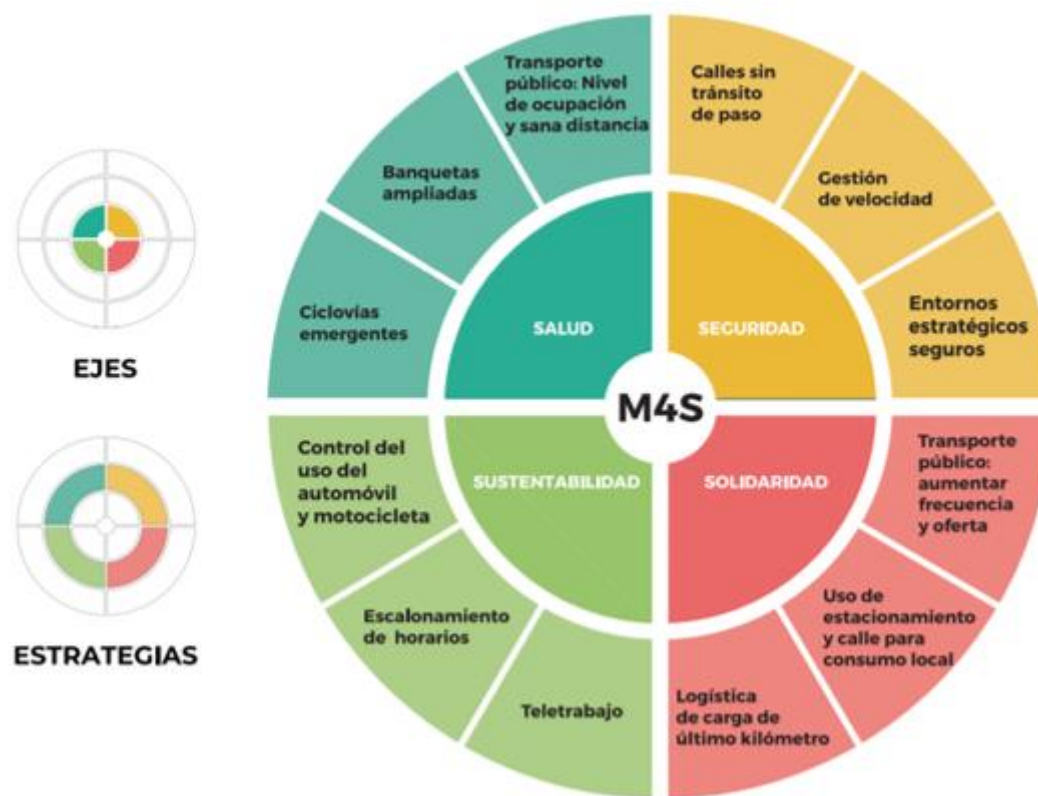 EJES
ESTRATEGIAS
Transporte
público: Nivel
de ocupación
y sana distancia
Banquetas
ampliadas
Ciclovías
emergentes
SALUD
Calles sin
tránsito
de paso
Gestión
de velocidad
Entornos
estratégicos
seguros
SEGURIDAD
M4S
Control del
uso del
automóvil
y motocicleta
Escalonamiento
de horarios
Teletrabajo
SUSTENTABILIDAD
SOLIDARIDAD
Transporte
público:
aumentar
frecuencia
y oferta
Uso de
estacionamiento
y calle para
consumo local
Logística
de carga de
último kilómetro